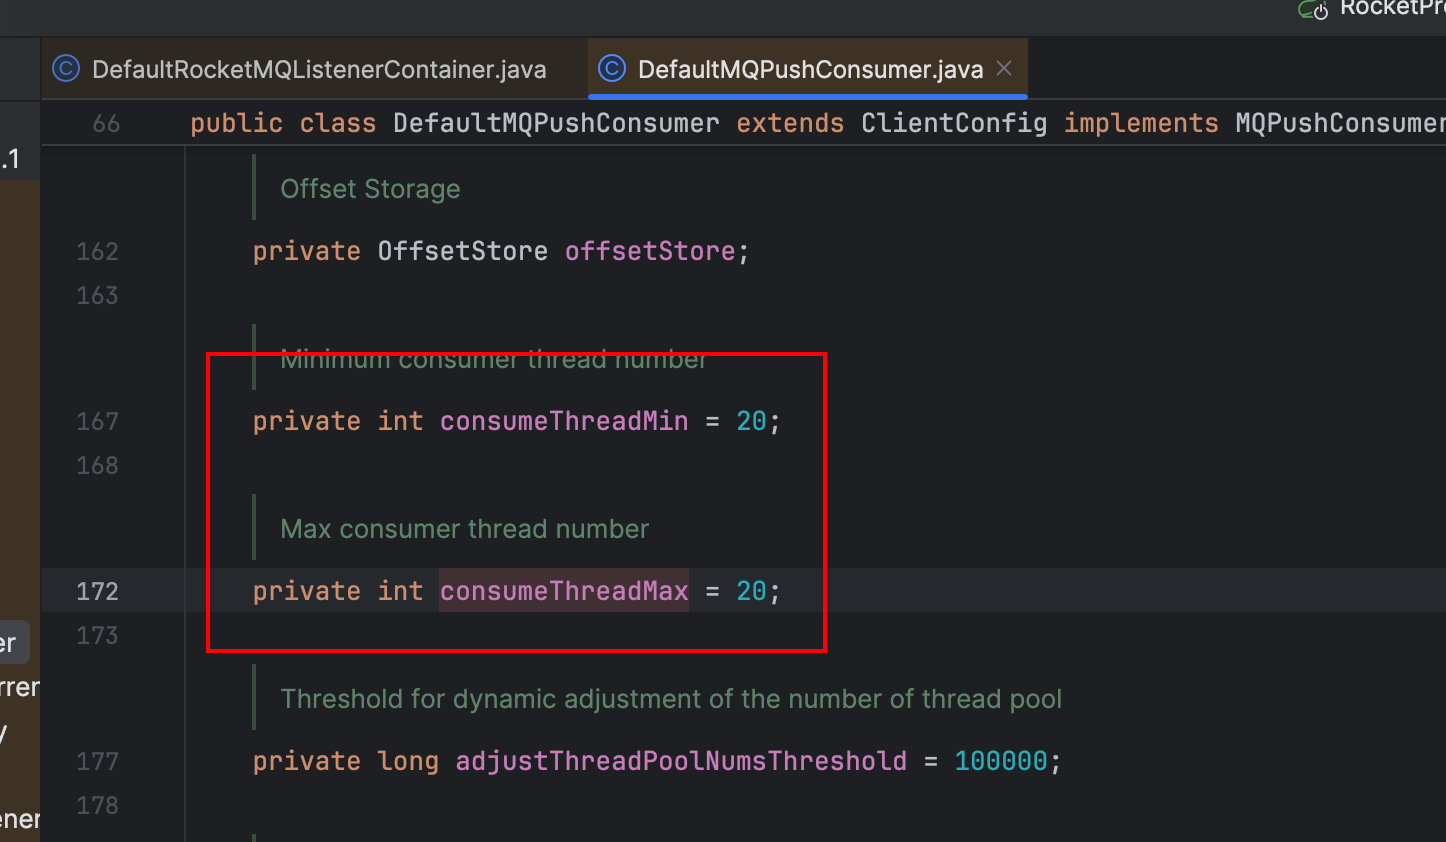 RocketPr
DefaultRocketMQListenerContainer.java
DefaultMQPushConsumer.java
66 public class DefaultMQPushConsumer extends ClientConfig implements MQPushConsumer
.1
Offset Storage
162 private OffsetStore offsetStore;
163
Minimum consumer thread number
167 private int consumeThreadMin = 20;
168
Max consumer thread number
172 private int consumeThreadMax = 20;
173
er
rrer
Threshold for dynamic adjustment of the number of thread pool
y
177 private long adjustThreadPoolNumsThreshold = 100000;
178
ener